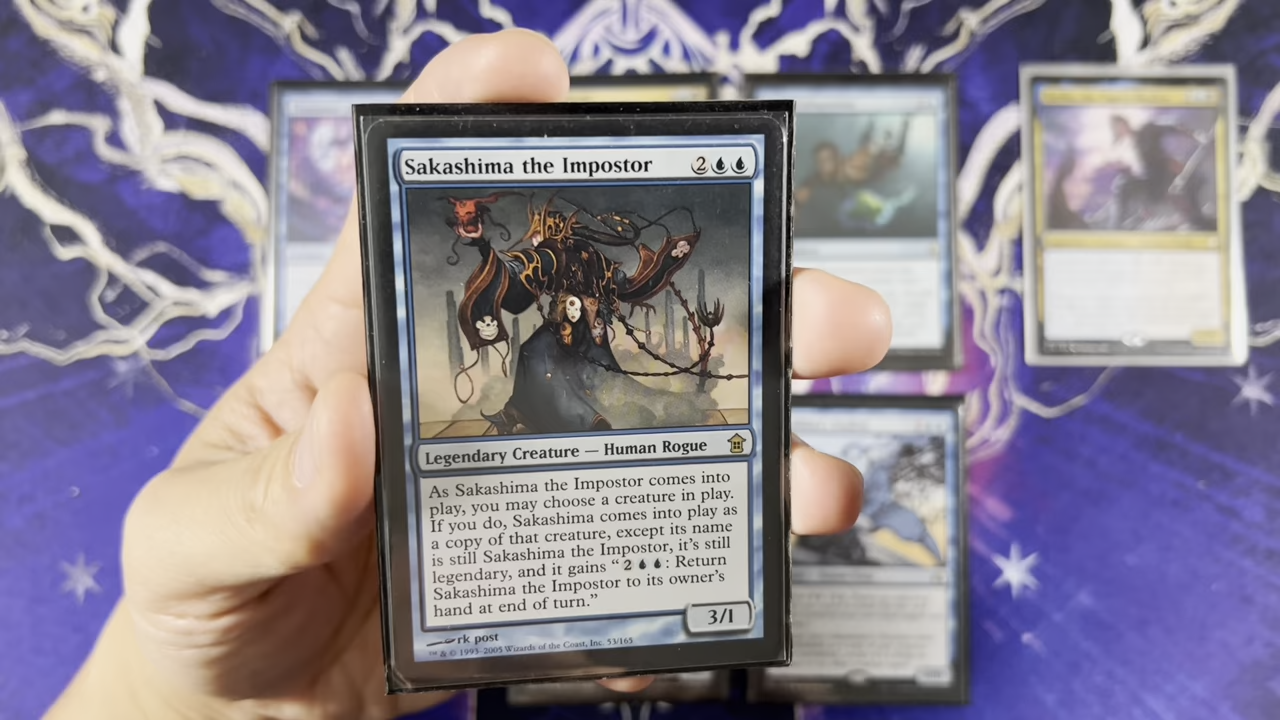 Sakashima the Impostor 2
Legendary Creature — Human Rogue
As Sakashima the Impostor comes into
play, you may choose a creature in play.
If you do, Sakashima comes into play as
a copy of that creature, except its name
is still Sakashima the Impostor, it's still
legendary, and it gains "2 : Return
Sakashima the Impostor to its owner's
hand at end of turn."
3/1
rk post
™ & © 1993-2005 Wizards of the Coast, Inc. 53/165